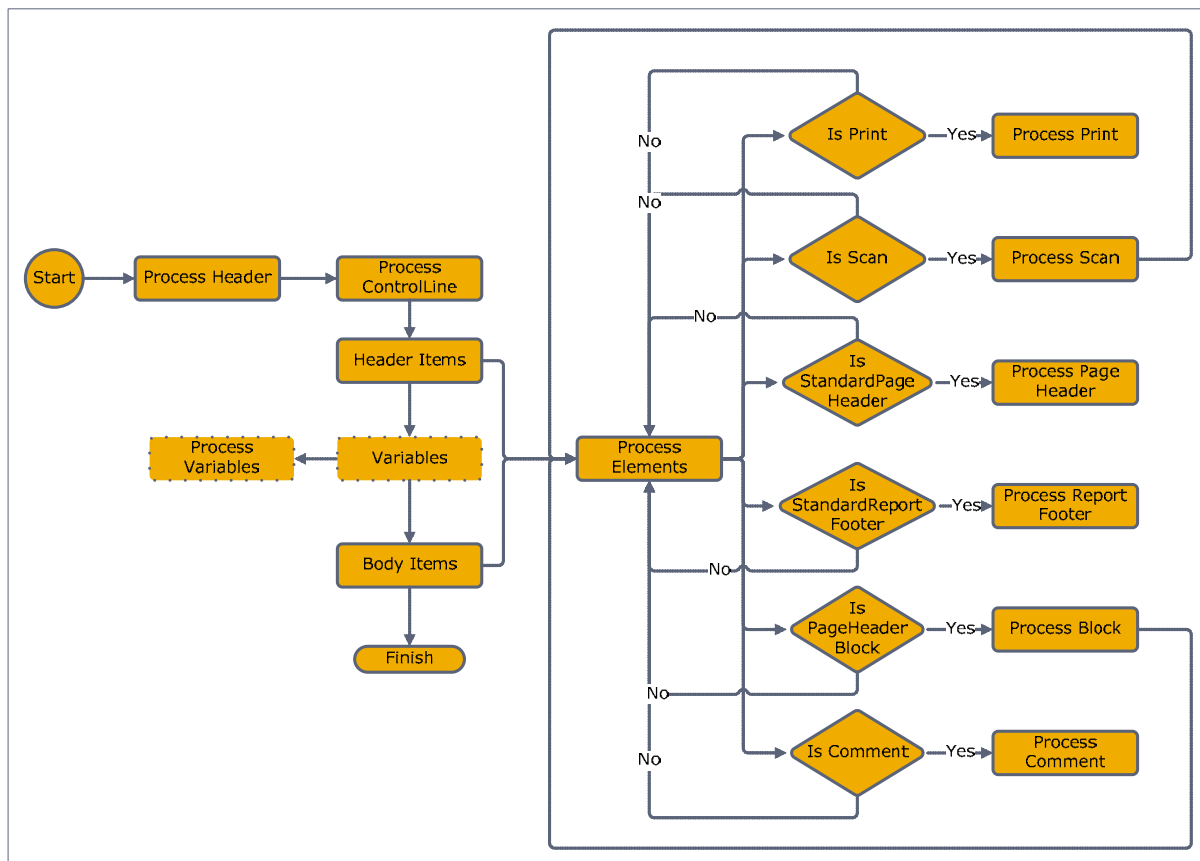 Start
Process Header
Process
ControlLine
Header Items
Variables
Process
Variables
Body Items
Finish
Process
Elements
No
Is Print
Yes
Process Print
No
Is Scan
Yes
Process Scan
No
Is
StandardPage
Header
Yes
Process Page
Header
Is
StandardReport
Footer
Yes
Process Report
Footer
No
Is
PageHeader
Block
Yes
Process Block
No
Is Comment
Yes
Process
Comment
No